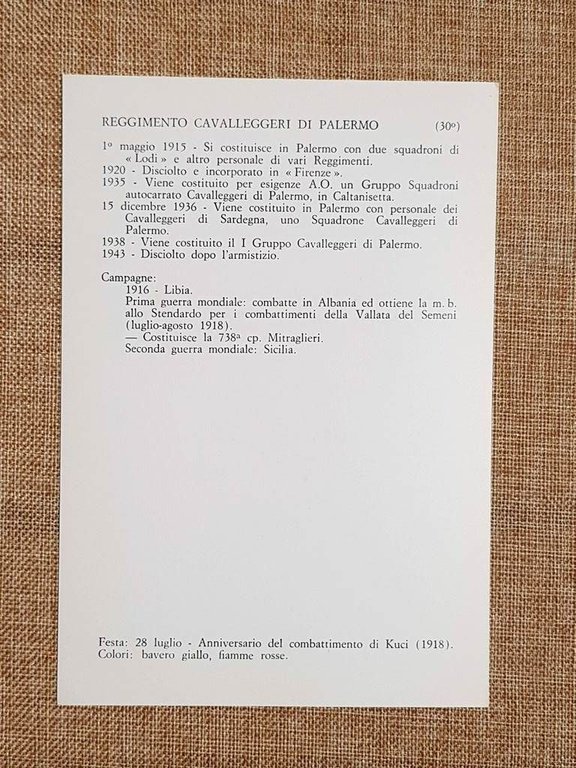 REGGIMENTO CAVALLEGGERI DI PALERMO (30º)
1º maggio 1915 - Si costituisce in Palermo con due squadroni di
« Lodi » e altro personale di vari Reggimenti.
1920 - Disciolto e incorporato in « Firenze ».
1935 - Viene costituito per esigenze A.O. un Gruppo Squadroni
autocarrato Cavalleggeri di Palermo, in Caltanisetta.
15 dicembre 1936 - Viene costituito in Palermo con personale dei
Cavalleggeri di Sardegna, uno Squadrone Cavalleggeri di
Palermo.
1938 - Viene costituito il I Gruppo Cavalleggeri di Palermo.
1943 - Disciolto dopo l'armistizio.
Campagne:
1916 - Libia.
Prima guerra mondiale: combatte in Albania ed ottiene la m. b.
allo Stendardo per i combattimenti della Vallata del Semeni
(luglio-agosto 1918).
— Costituisce la 738ª cp. Mitraglieri.
Seconda guerra mondiale: Sicilia.
Festa: 28 luglio - Anniversario del combattimento di Kuci (1918).
Colori: bavero giallo, fiamme rosse.